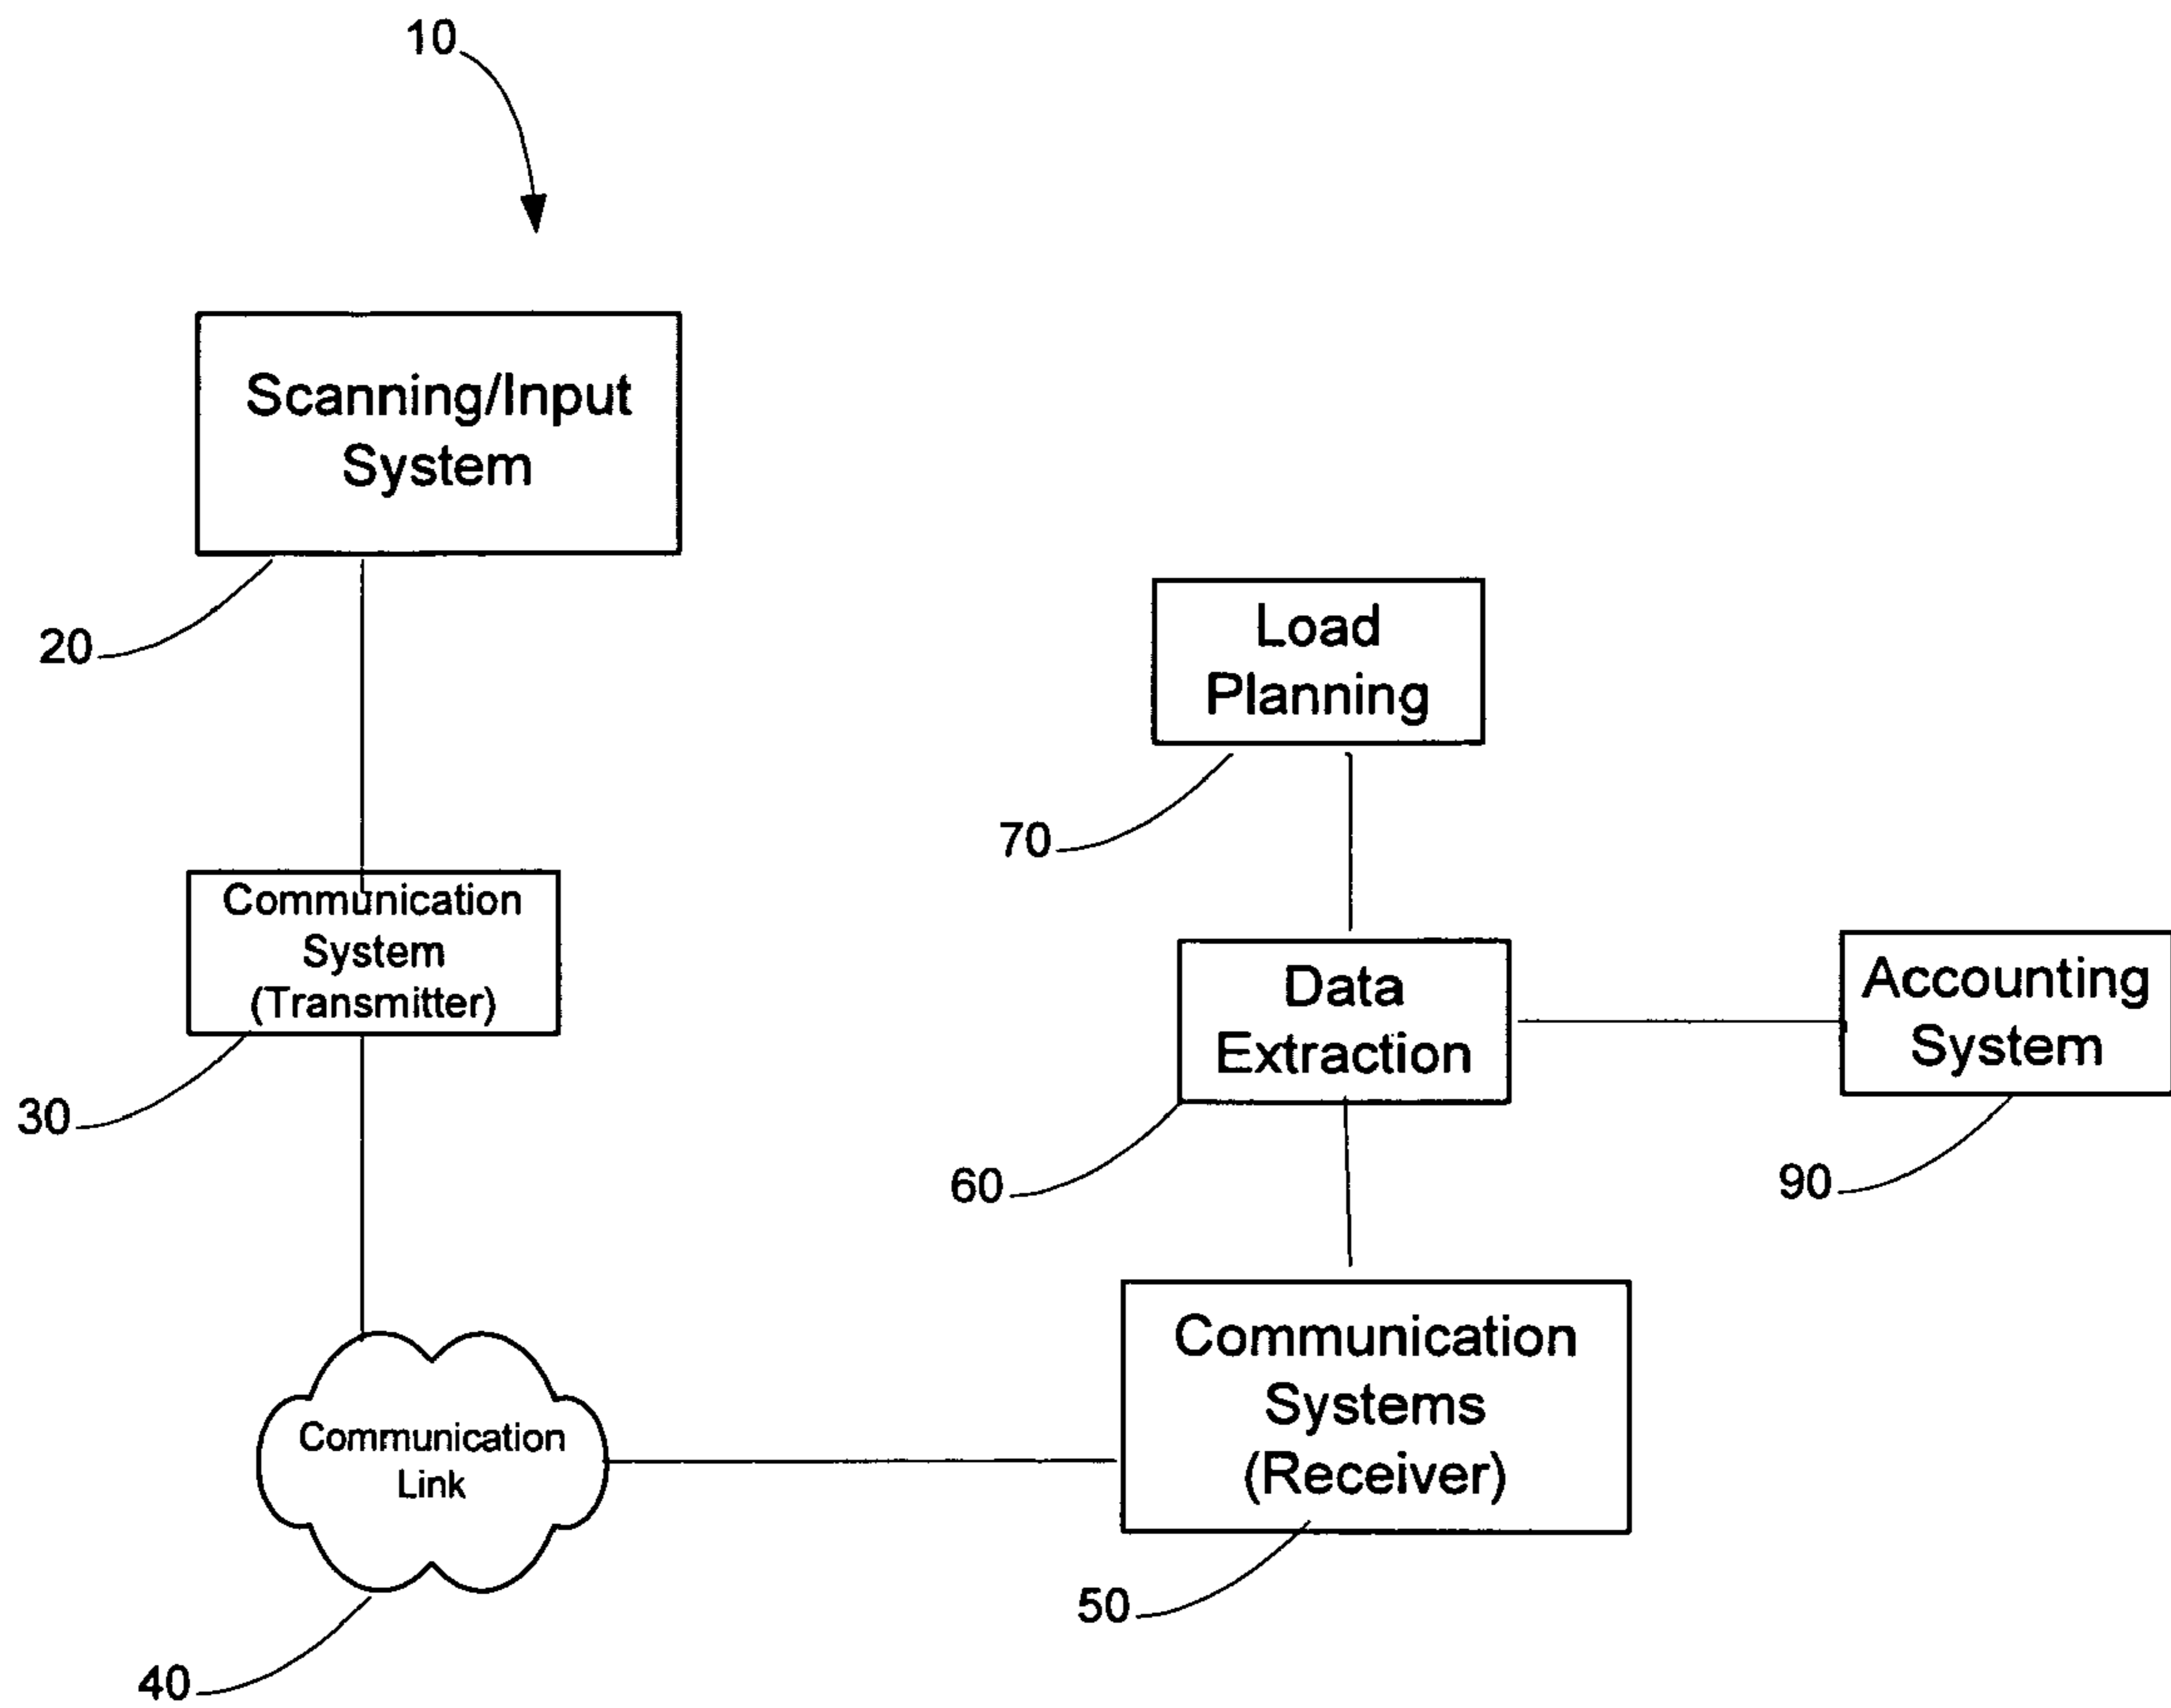 10
Scanning/Input
System
20
Load
Planning
70
Communication
System
(Transmitter)
30
Data
Extraction
60
Accounting
System
90
Communication
Link
40
Communication
Systems
(Receiver)
50